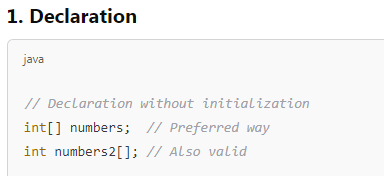 1. Declaration
java
// Declaration without initialization
int[] numbers;  // Preferred way
int numbers2[]; // Also valid